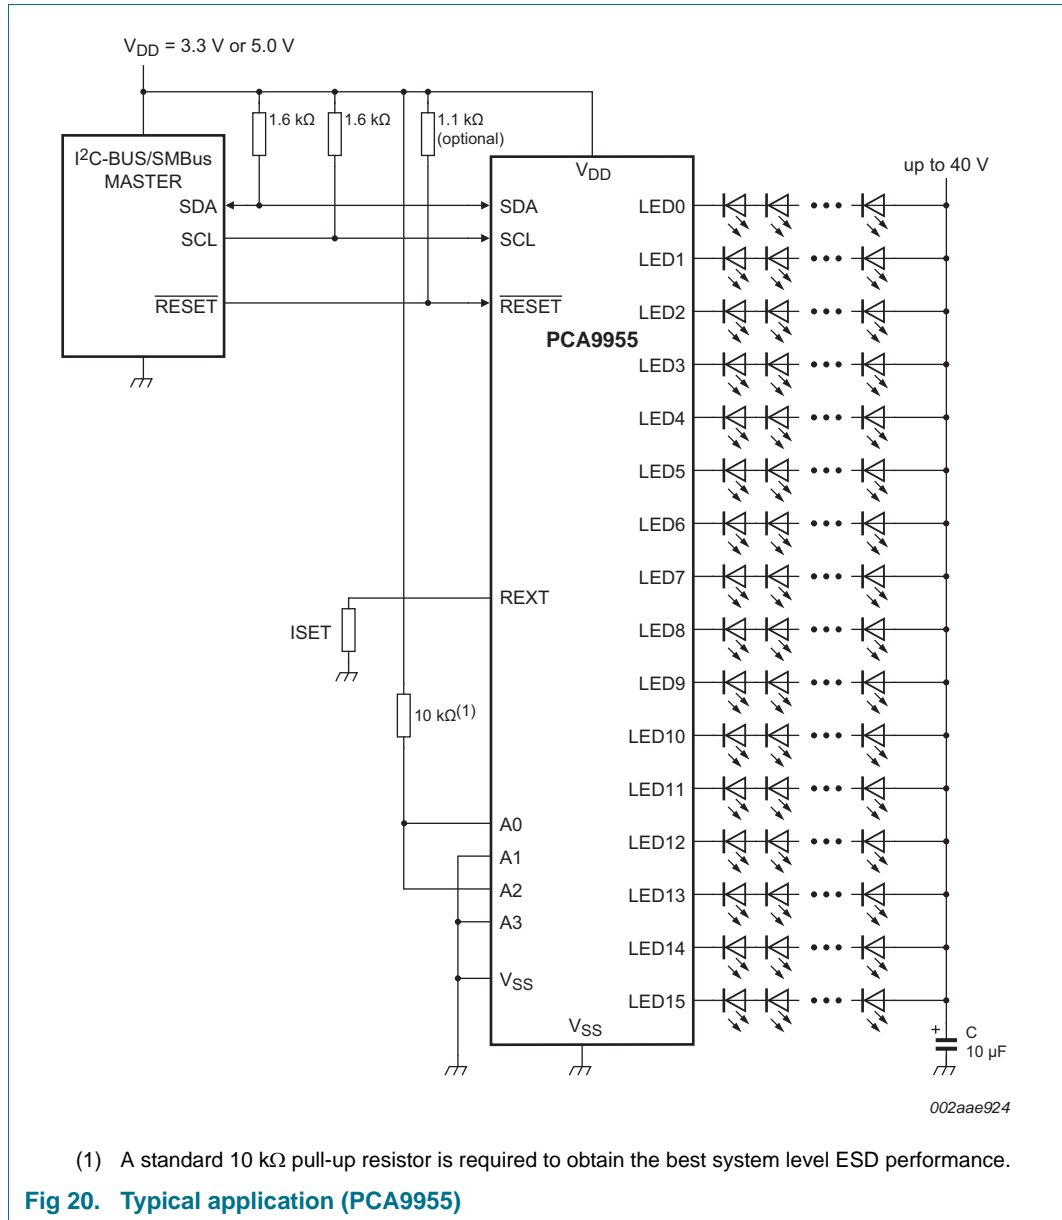 VDD = 3.3 V or 5.0 V
1.6 kΩ
1.6 kΩ
1.1 kΩ
(optional)
I2C-BUS/SMBus
MASTER
SDA
SCL
RESET
VDD
SDA
SCL
RESET
PCA9955
REXT
ISET
10 kΩ(1)
A0
A1
A2
A3
VSS
VSS
up to 40 V
LED0
LED1
LED2
LED3
LED4
LED5
LED6
LED7
LED8
LED9
LED10
LED11
LED12
LED13
LED14
LED15
+
C
10 μF
002aae924
(1) A standard 10 kΩ pull-up resistor is required to obtain the best system level ESD performance.
Fig 20. Typical application (PCA9955)